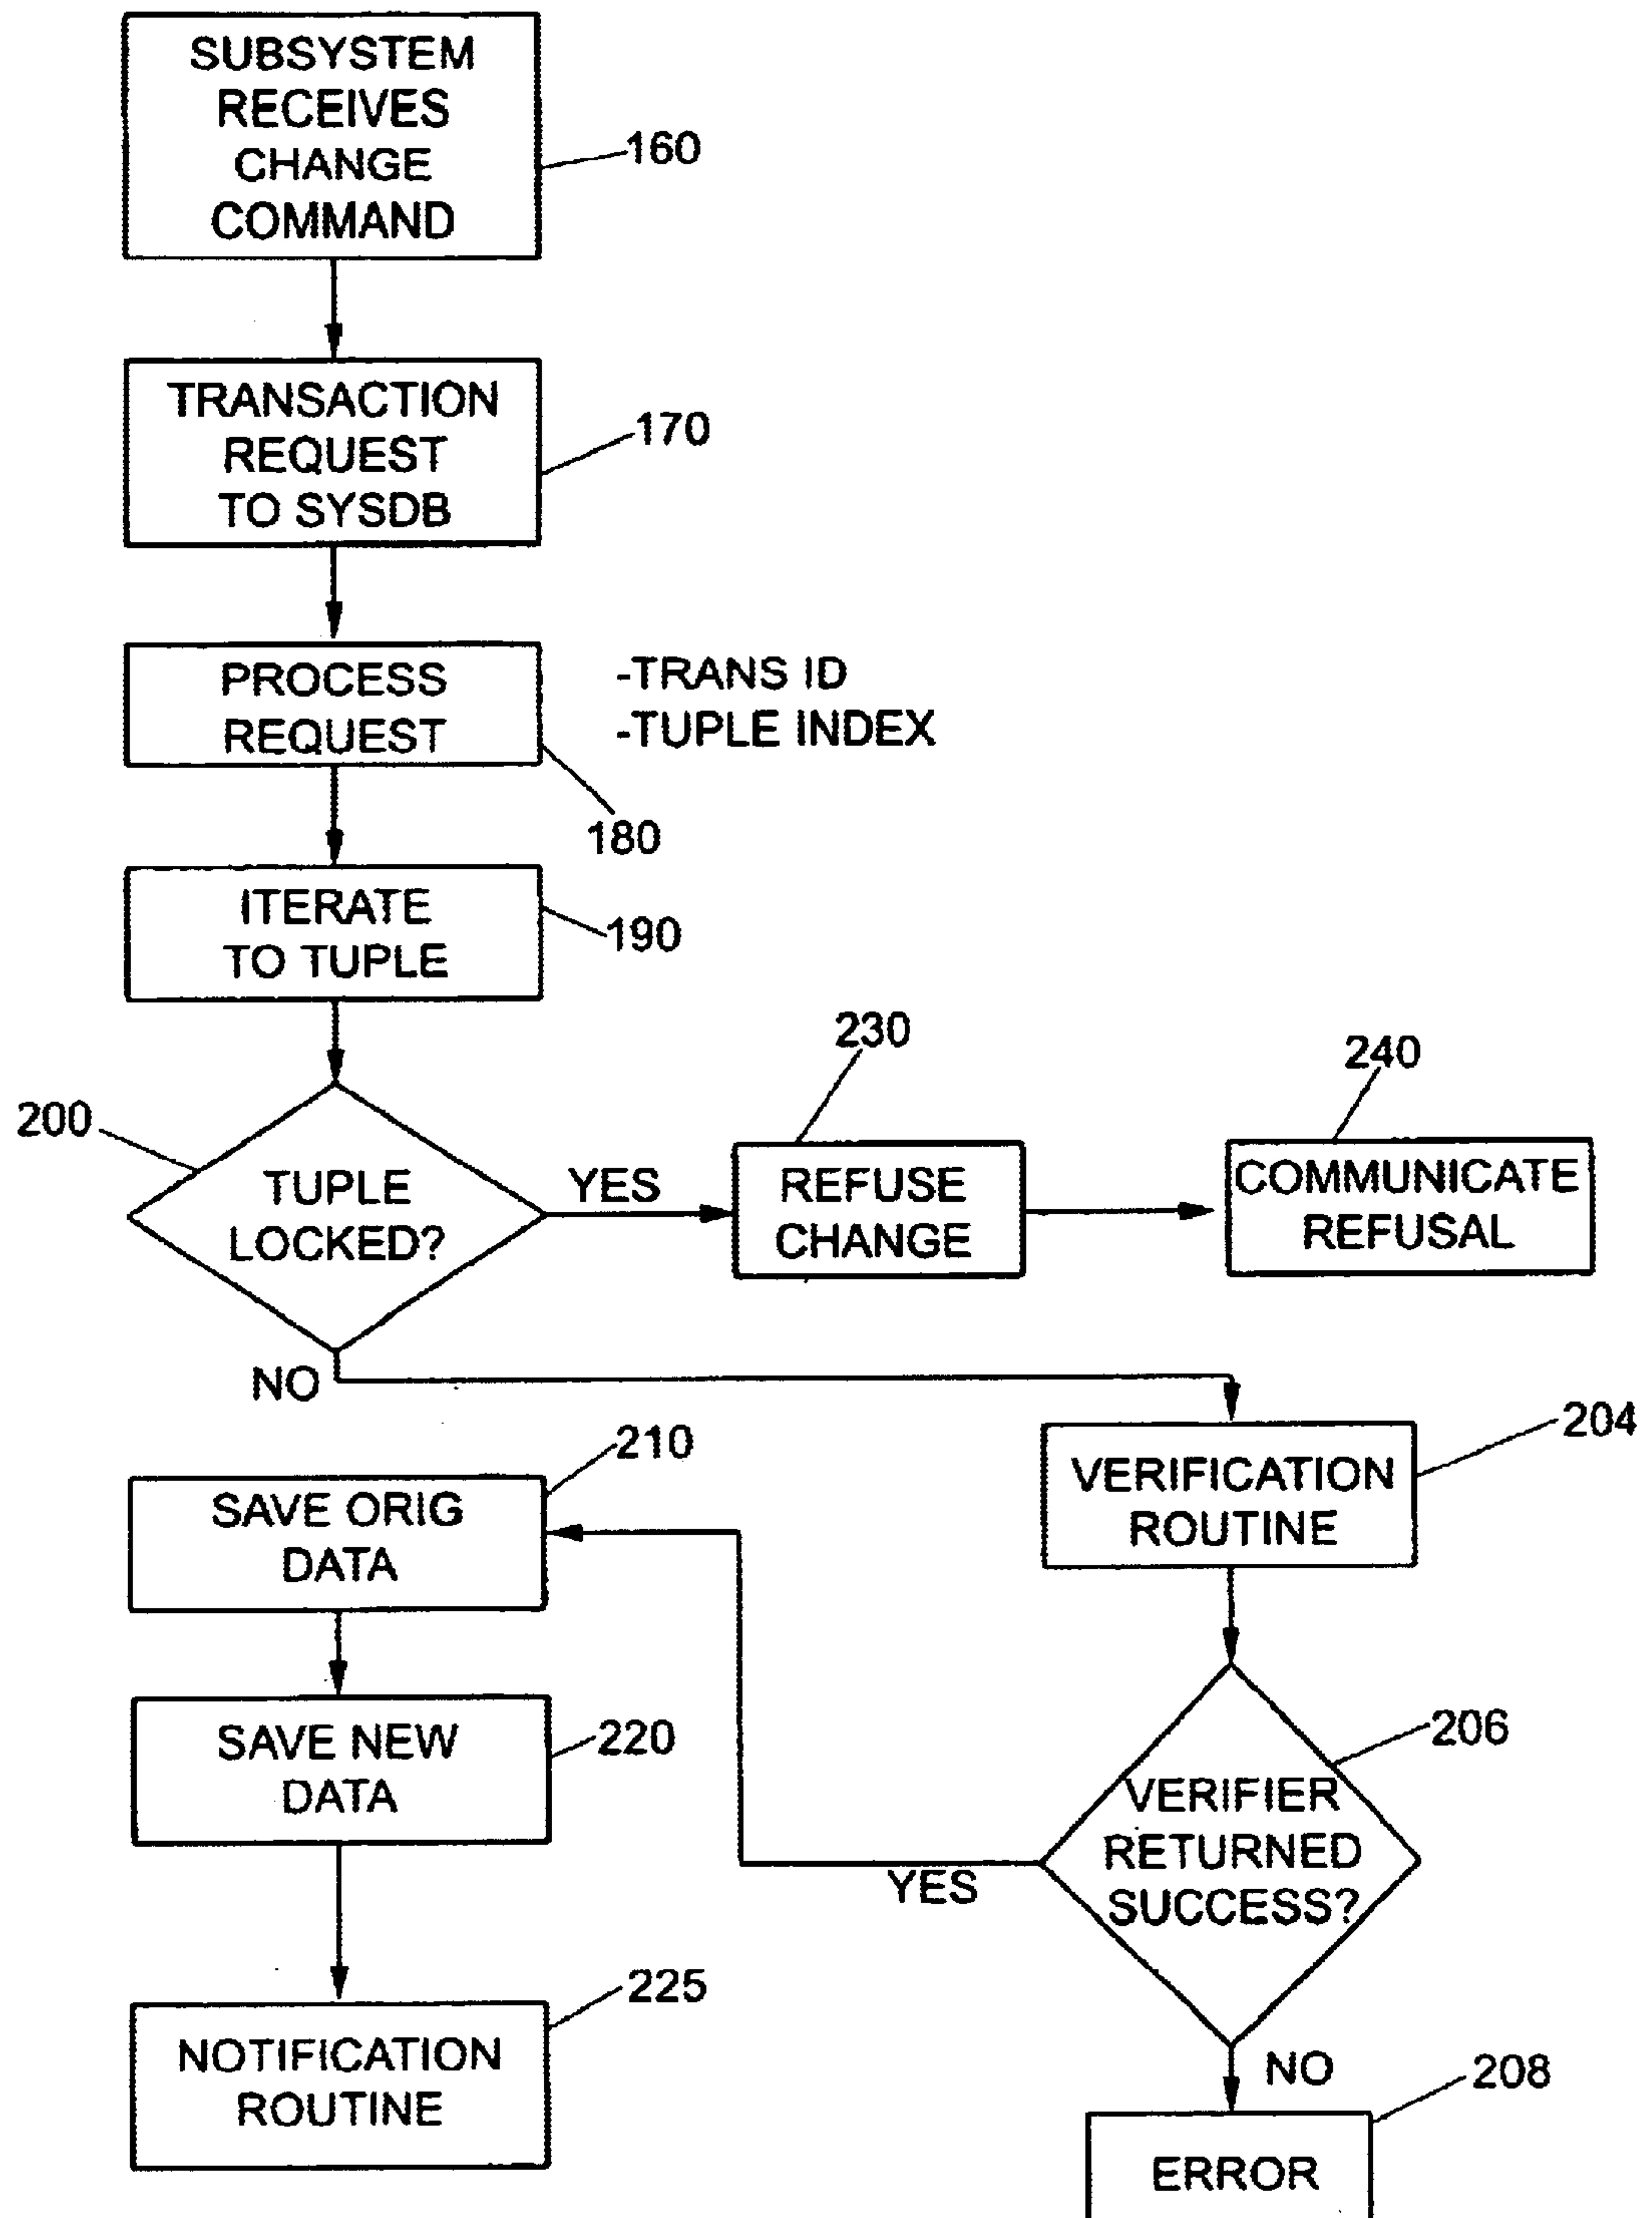 SUBSYSTEM
RECEIVES
CHANGE
COMMAND
160
TRANSACTION
REQUEST
TO SYSDB
170
PROCESS
REQUEST
-TRANS ID
-TUPLE INDEX
180
ITERATE
TO TUPLE
190
200
TUPLE
LOCKED?
YES
230
REFUSE
CHANGE
240
COMMUNICATE
REFUSAL
NO
204
VERIFICATION
ROUTINE
206
VERIFIER
RETURNED
SUCCESS?
YES
210
SAVE ORIG
DATA
220
SAVE NEW
DATA
225
NOTIFICATION
ROUTINE
NO
208
ERROR